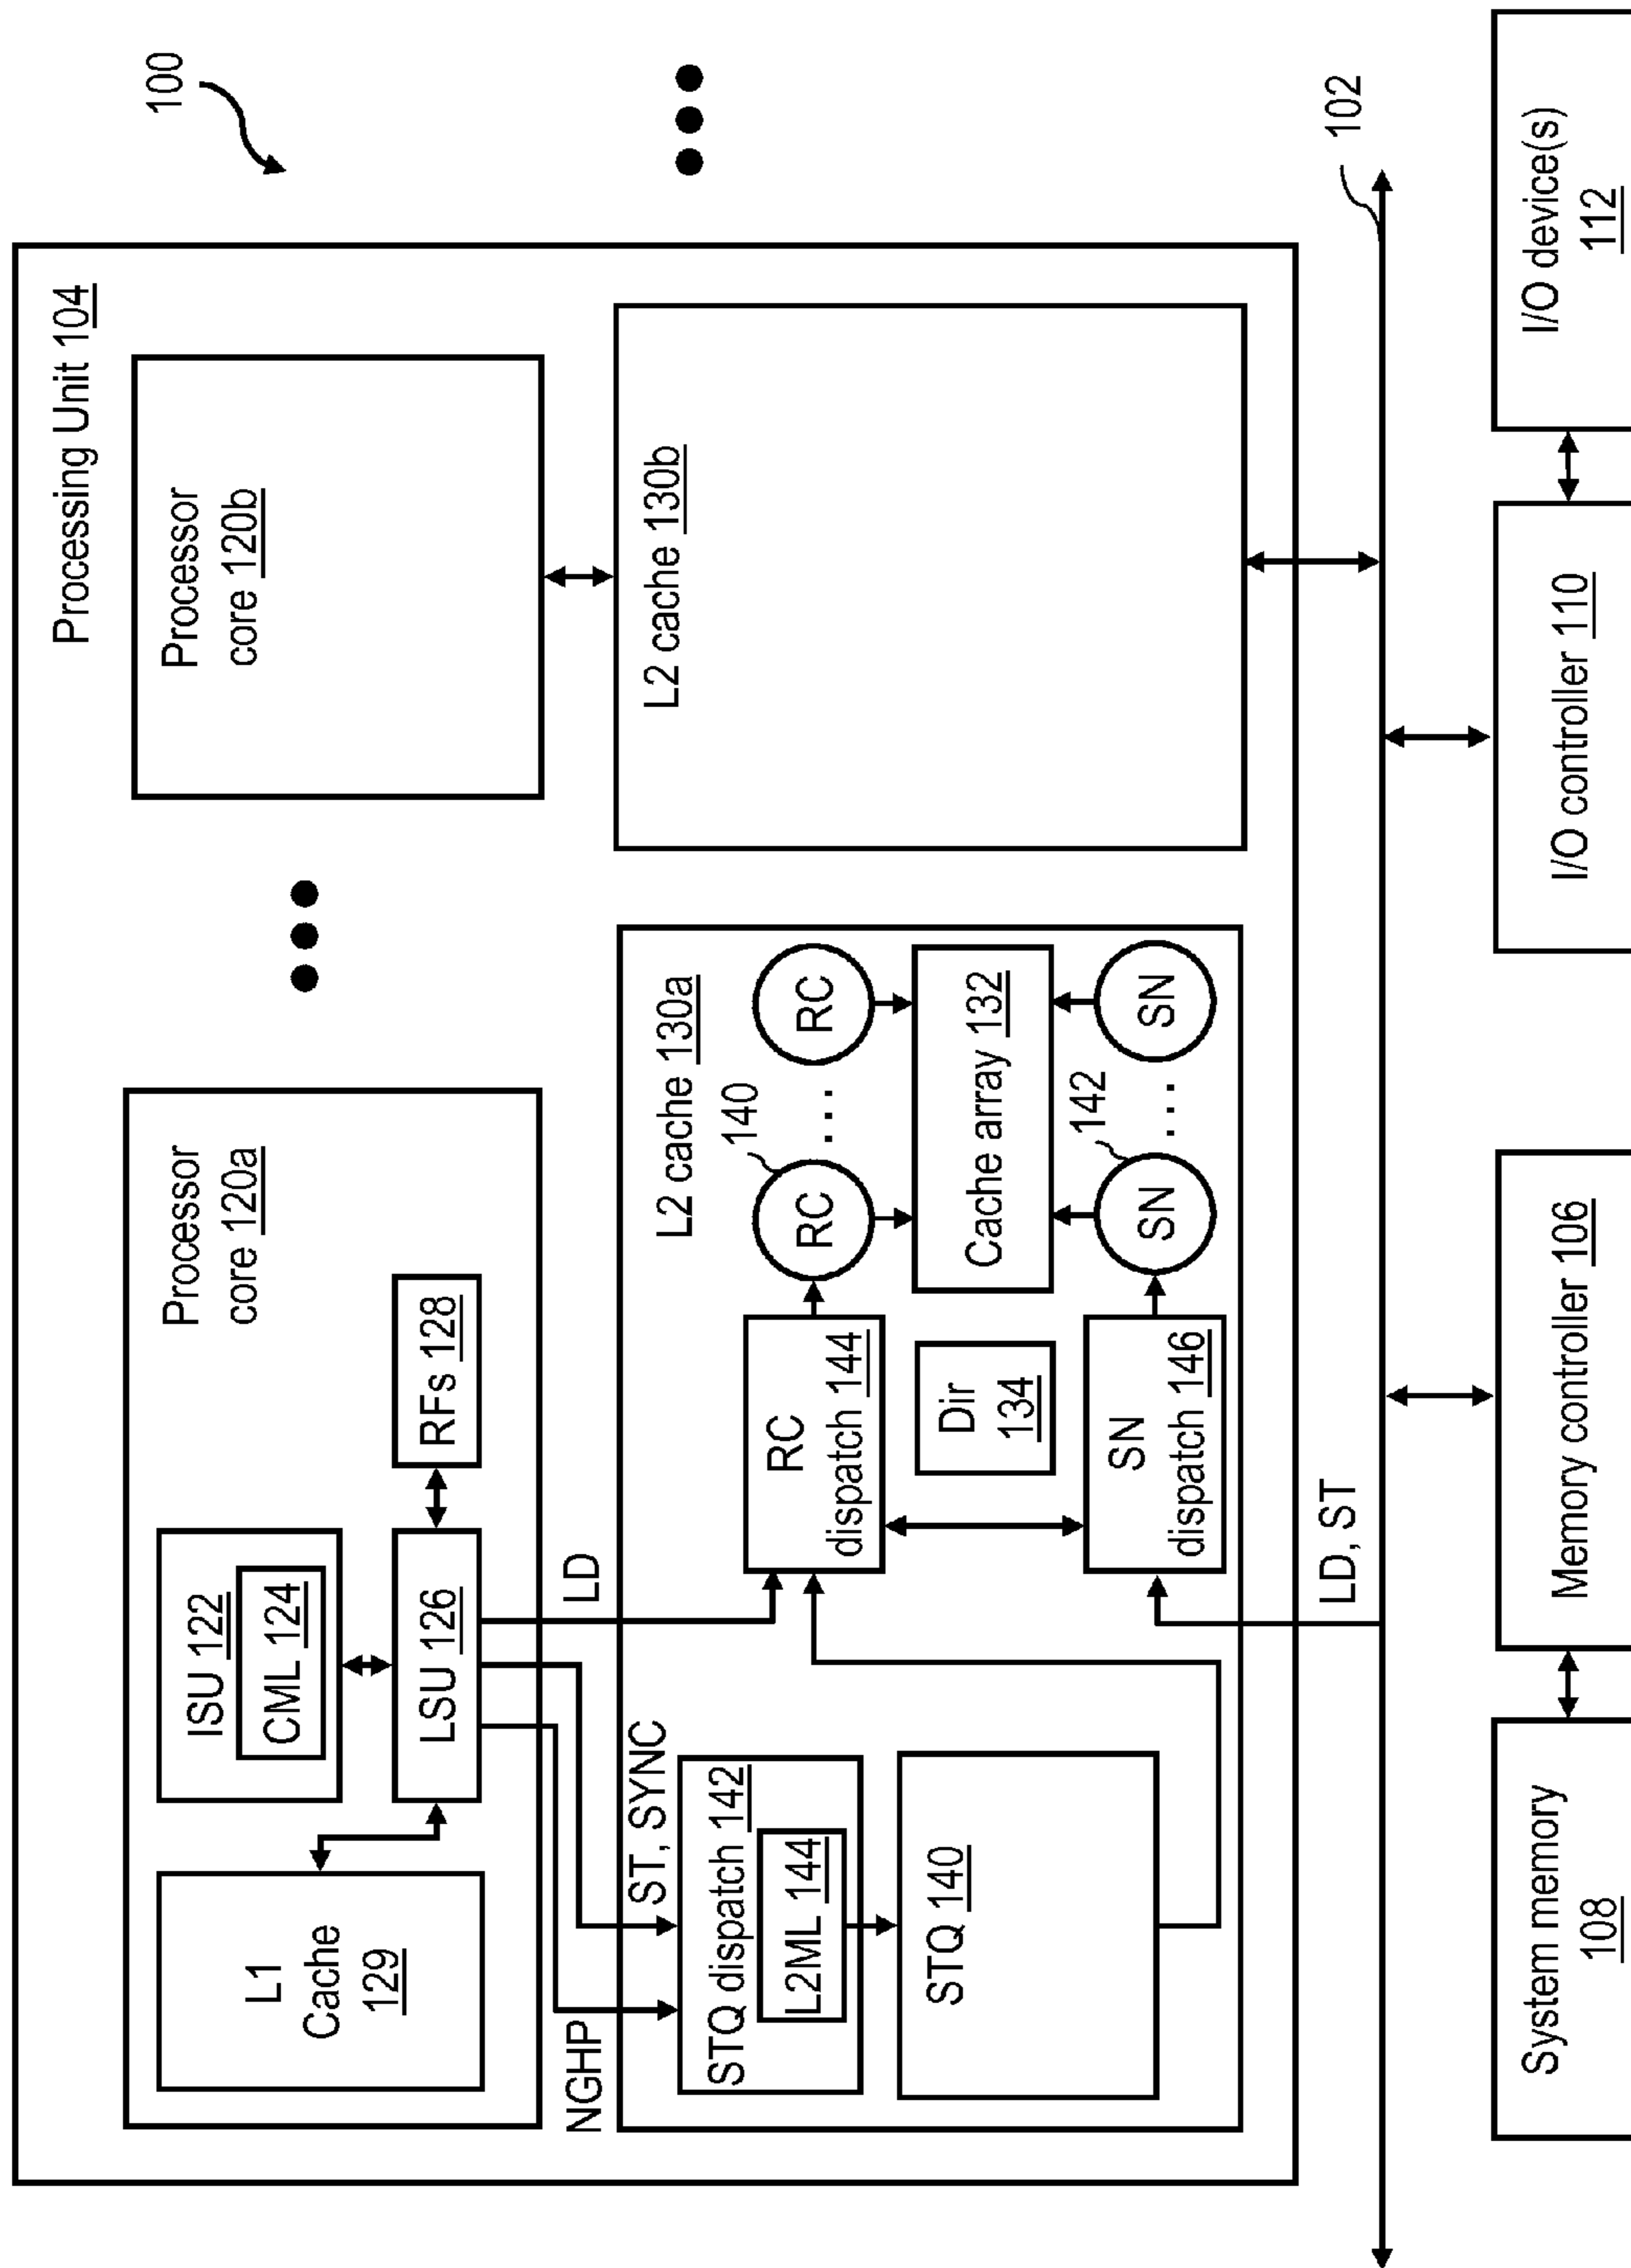 100
Processing Unit 104
Processor
core 120a
ISU 122
CML 124
L1
Cache
129
LSU 126
RFs 128
Processor
core 120b
NGHP
ST, SYNC
LD
L2 cache 130a
STQ dispatch 142
L2ML 144
STQ 140
RC
dispatch 144
140
RC
...
RC
Dir
134
Cache array 132
SN
dispatch 146
142
SN
...
SN
L2 cache 130b
LD, ST
102
System memory
108
Memory controller 106
I/O controller 110
I/O device(s)
112